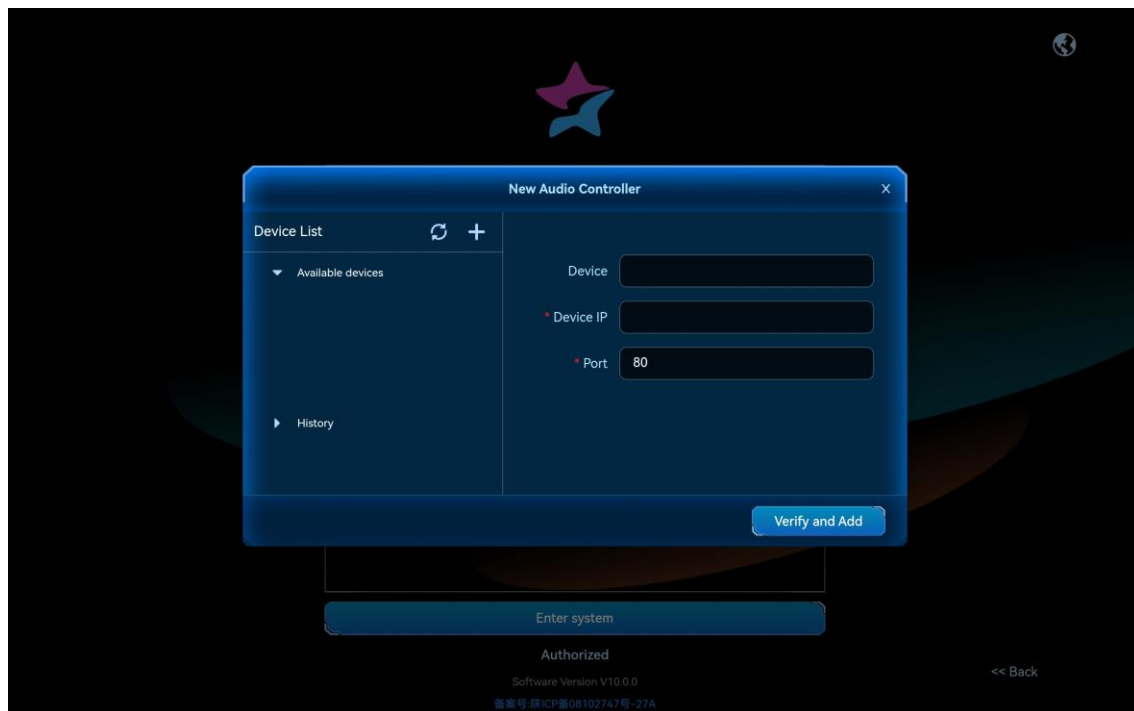 New Audio Controller X
Device List
Available devices
History
Device
* Device IP
* Port 80
Verify and Add
Enter system
Authorized
<< Back
Software Version V10.0.0
备案号:陕ICP备08102747号-27A